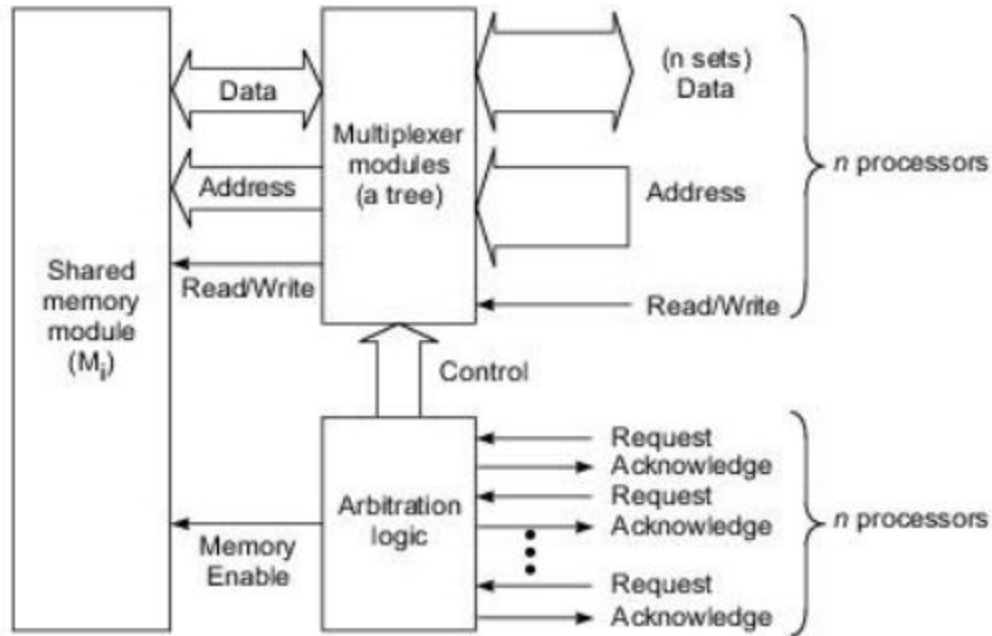 Data
(n sets)
Data
Multiplexer
modules
(a tree)
Address
Address
n processors
Shared
memory
module
(Mi)
Read/Write
Read/Write
Control
Request
Acknowledge
Request
Acknowledge
Arbitration
logic
n processors
Memory
Enable
Request
Acknowledge